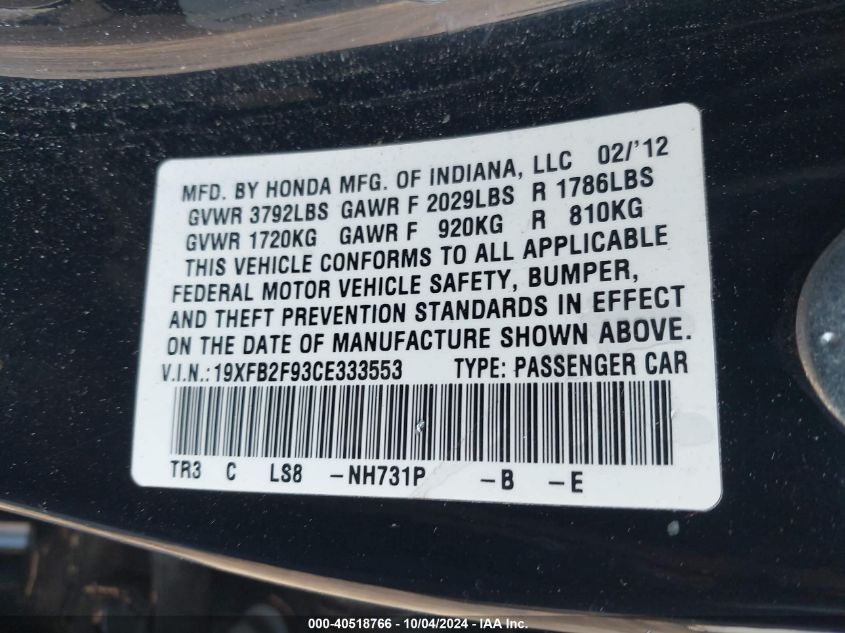 MFD. BY HONDA MFG. OF INDIANA, LLC 02/'12
GVWR 3792LBS GAWR F 2029LBS R 1786LBS
GVWR 1720KG GAWR F 920KG R 810KG
THIS VEHICLE CONFORMS TO ALL APPLICABLE
FEDERAL MOTOR VEHICLE SAFETY, BUMPER,
AND THEFT PREVENTION STANDARDS IN EFFECT
ON THE DATE OF MANUFACTURE SHOWN ABOVE.
V.I.N.:19XFB2F93CE333553 TYPE: PASSENGER CAR
TR3 C LS8 -NH731P -B -E
000-40518766 - 10/04/2024 - IAAI.com.